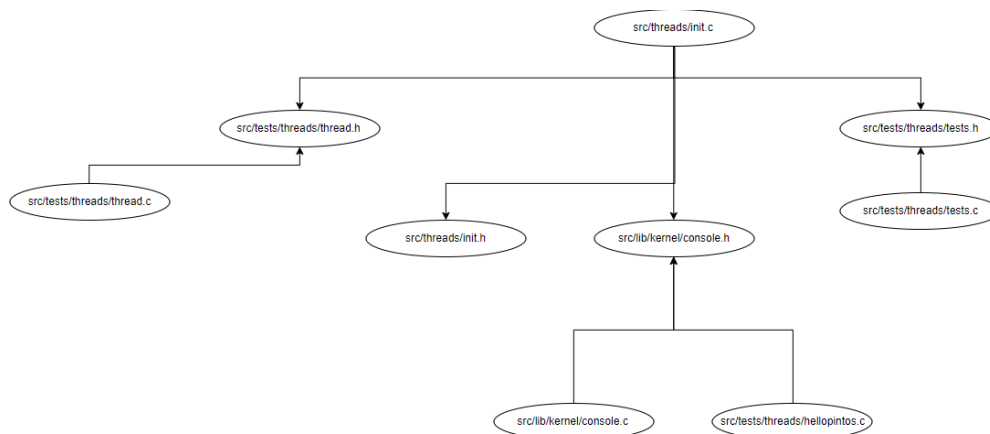 src/threads/init.c
src/tests/threads/thread.h
src/tests/threads/tests.h
src/tests/threads/thread.c
src/tests/threads/tests.c
src/threads/init.h
src/lib/kernel/console.h
src/lib/kernel/console.c
src/tests/threads/hellopintos.c